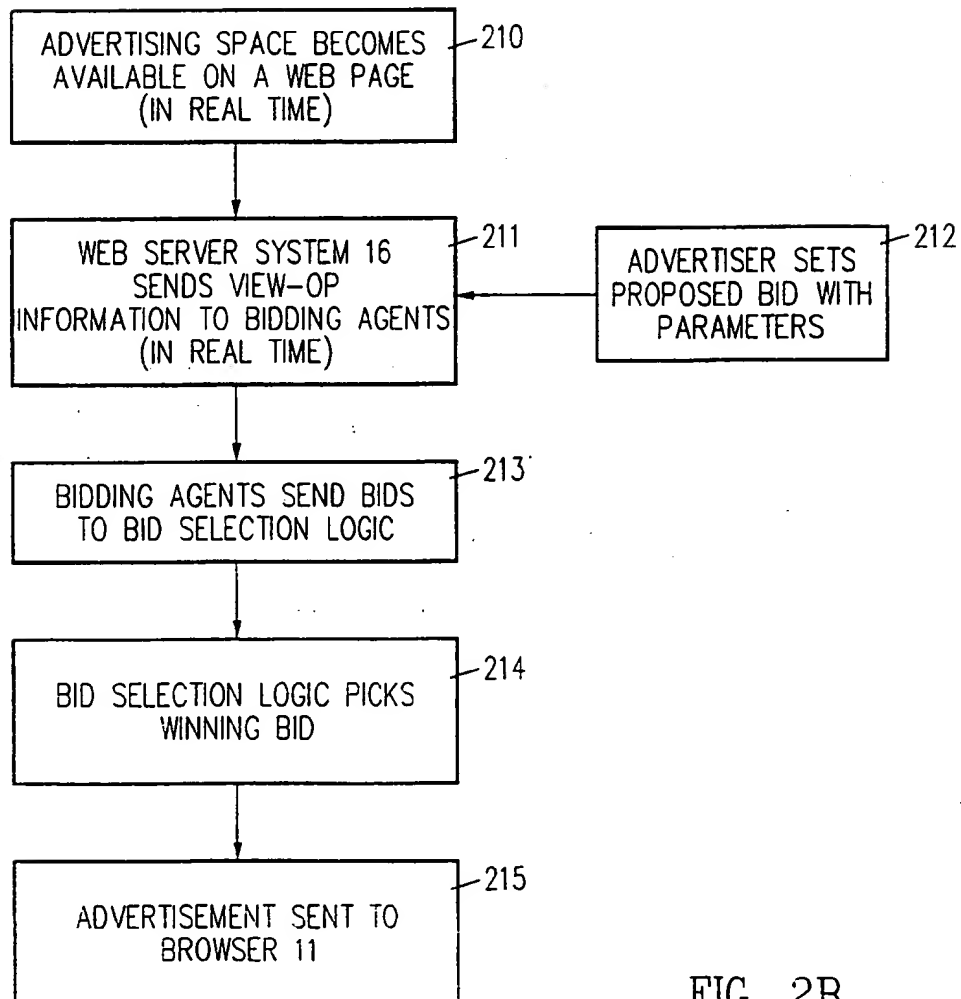 ADVERTISING SPACE BECOMES
AVAILABLE ON A WEB PAGE
(IN REAL TIME)
210
WEB SERVER SYSTEM 16
SENDS VIEW-OP
INFORMATION TO BIDDING AGENTS
(IN REAL TIME)
211
ADVERTISER SETS
PROPOSED BID WITH
PARAMETERS
212
BIDDING AGENTS SEND BIDS
TO BID SELECTION LOGIC
213
BID SELECTION LOGIC PICKS
WINNING BID
214
ADVERTISEMENT SENT TO
BROWSER 11
215
FIG. 2B